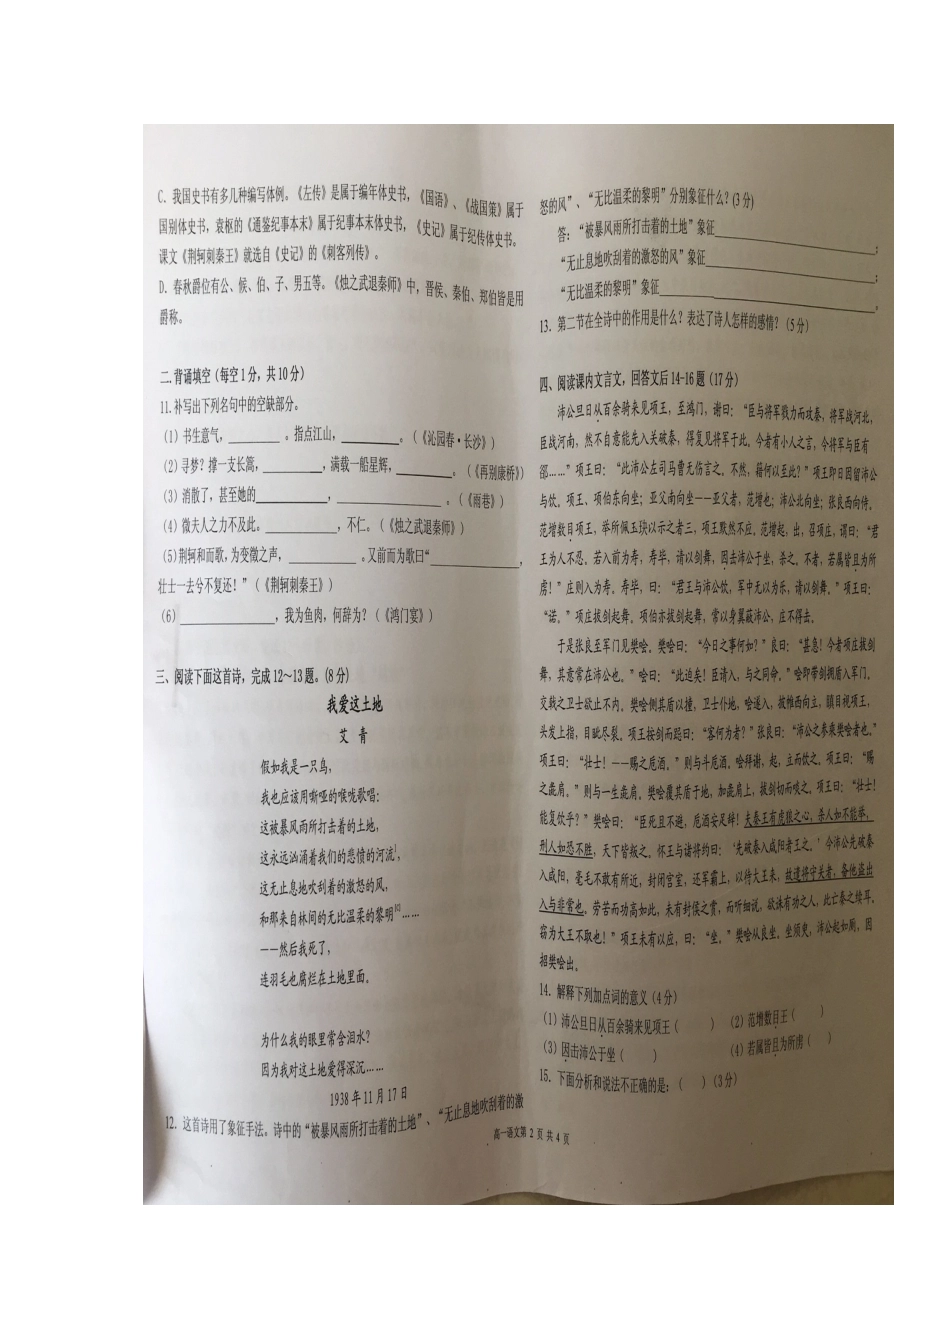 C. 我国史书有多几种编写体例。《左传》是属于编年体史书，《国语》、《战国策》属于
国别体史书，袁枢的《通鉴纪事本末》属于纪事本末体史书，《史记》属于纪传体史书。
课文《荆轲刺秦王》就选自《史记》的《刺客列传》。
D. 春秋爵位有公、候、伯、子、男五等。《烛之武退秦师》中，晋侯、秦伯、郑伯皆是用
爵称。
二.背诵填空（每空1分，共10分）
11.补写出下列名句中的空缺部分。
（1）书生意气，________。指点江山，________。（《沁园春·长沙》）
（2）寻梦？撑一支长篙，________，满载一船星辉，________。（《再别康桥》）
（3）消散了，甚至她的________，________。（《雨巷》）
（4）微夫人之力不及此。________，不仁。（《烛之武退秦师》）
（5）荆轲和而歌,为变徵之声，________。又前而为歌曰“________，
壮士一去兮不复还！”（《荆轲刺秦王》）
（6）________，我为鱼肉，何辞为？（《鸿门宴》）
三、阅读下面这首诗，完成12～13题。（8分）
我爱这土地
艾 青
假如我是一只鸟，
我也应该用嘶哑的喉咙歌唱：
这被暴风雨所打击着的土地，
这永远汹涌着我们的悲愤的河流，
这无止息地吹刮着的激怒的风，
和那来自林间的无比温柔的黎明……
——然后我死了，
连羽毛也腐烂在土地里面。
为什么我的眼里常含泪水？
因为我对这土地爱得深沉……
1938年11月17日
12. 这首诗用了象征手法。诗中的“被暴风雨所打击着的土地”、“无止息地吹刮着的激
怒的风”、“无比温柔的黎明”分别象征什么？（3分）
答：“被暴风雨所打击着的土地”象征________；
“无止息地吹刮着的激怒的风”象征________；
“无比温柔的黎明”象征________。
13. 第二节在全诗中的作用是什么？表达了诗人怎样的感情？（5分）
四、阅读课内文言文，回答文后14-16题（17分）
沛公旦日从百余骑来见项王，至鸿门，谢曰：“臣与将军戮力而攻秦，将军战河北，
臣战河南，然不自意能先入关破秦，得复见将军于此。今者有小人之言，令将军与臣有
郤……”项王曰：“此沛公左司马曹无伤言之。不然，籍何以至此？”项王即日因留沛公
与饮。项王、项伯东向坐；亚父南向坐——亚父者，范增也；沛公北向坐；张良西向侍。
范增数目项王，举所佩玉玦以示之者三，项王默然不应。范增起，出，召项庄，谓曰：“君
王为人不忍。若入前为寿，寿毕，请以剑舞，因击沛公于坐，杀之。不者，若属皆且为所
虏！”庄则入为寿。寿毕，曰：“君王与沛公饮，军中无以为乐，请以剑舞。”项王曰：
“诺。”项庄拔剑起舞。项伯亦拔剑起舞，常以身翼蔽沛公，庄不得击。
于是张良至军门见樊哙。樊哙曰：“今日之事何如？”良曰：“甚急！今者项庄拔剑
舞，其意常在沛公也。”哙曰：“此迫矣！臣请入，与之同命。”哙即带剑拥盾入军门。
交戟之卫士欲止不内。樊哙侧其盾以撞，卫士仆地，哙遂入，披帷西向立，瞋目视项王，
头发上指，目眦尽裂。项王按剑而跽曰：“客何为者？”张良曰：“沛公之参乘樊哙者也。”
项王曰：“壮士！——赐之卮酒。”则与斗卮酒。哙拜谢，起，立而饮之。项王曰：“赐
之彘肩。”则与一生彘肩。樊哙覆其盾于地，加彘肩上，拔剑切而啖之。项王曰：“壮士！
能复饮乎？”樊哙曰：“臣死且不避，卮酒安足辞！夫秦王有虎狼之心，杀人如不能举，
刑人如恐不胜，天下皆叛之。怀王与诸将约曰：‘先破秦入咸阳者王之。’今沛公先破秦
入咸阳，毫毛不敢有所近，封闭宫室，还军霸上，以待大王来，故遣将守关者，备他盗出
入与非常也。劳苦而功高如此，未有封侯之赏，而听细说，欲诛有功之人，此亡秦之续耳。
窃为大王不取也！”项王未有以应，曰：“坐。”樊哙从良坐。坐须臾，沛公起如厕，因
招樊哙出。
14. 解释下列加点词的意义（4分）
（1）沛公旦日从百余骑来见项王（　　） （2）范增数目项王（　　）
（3）因击沛公于坐（　　） （4）若属皆且为所虏（　　）
15. 下面分析和说法不正确的是：（　　）（3分）
高一语文第 2 页 共 4 页